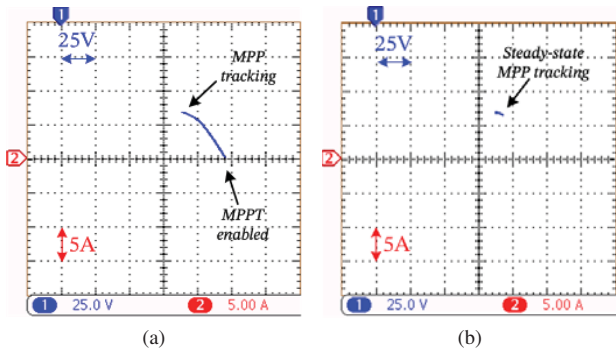 1
25V
MPP
tracking
2
MPPT
enabled
5A
1 25.0 V 2 5.00 A
(a)
1
25V
Steady-state
MPP tracking
2
5A
1 25.0 V 2 5.00 A
(b)